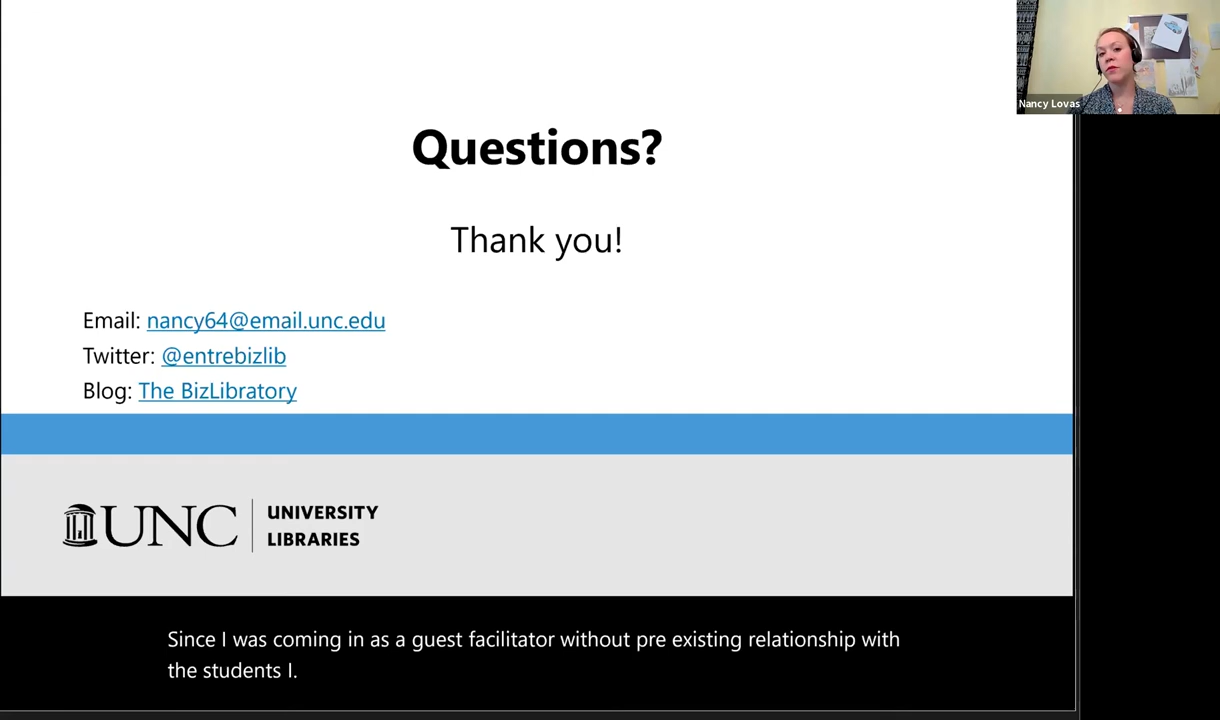 Nancy Lovas
Questions?
Thank you!
Email: nancy64@email.unc.edu
Twitter: @entrebizlib
Blog: The BizLibratory
UNC
UNIVERSITY
LIBRARIES
Since I was coming in as a guest facilitator without pre existing relationship with
the students I.